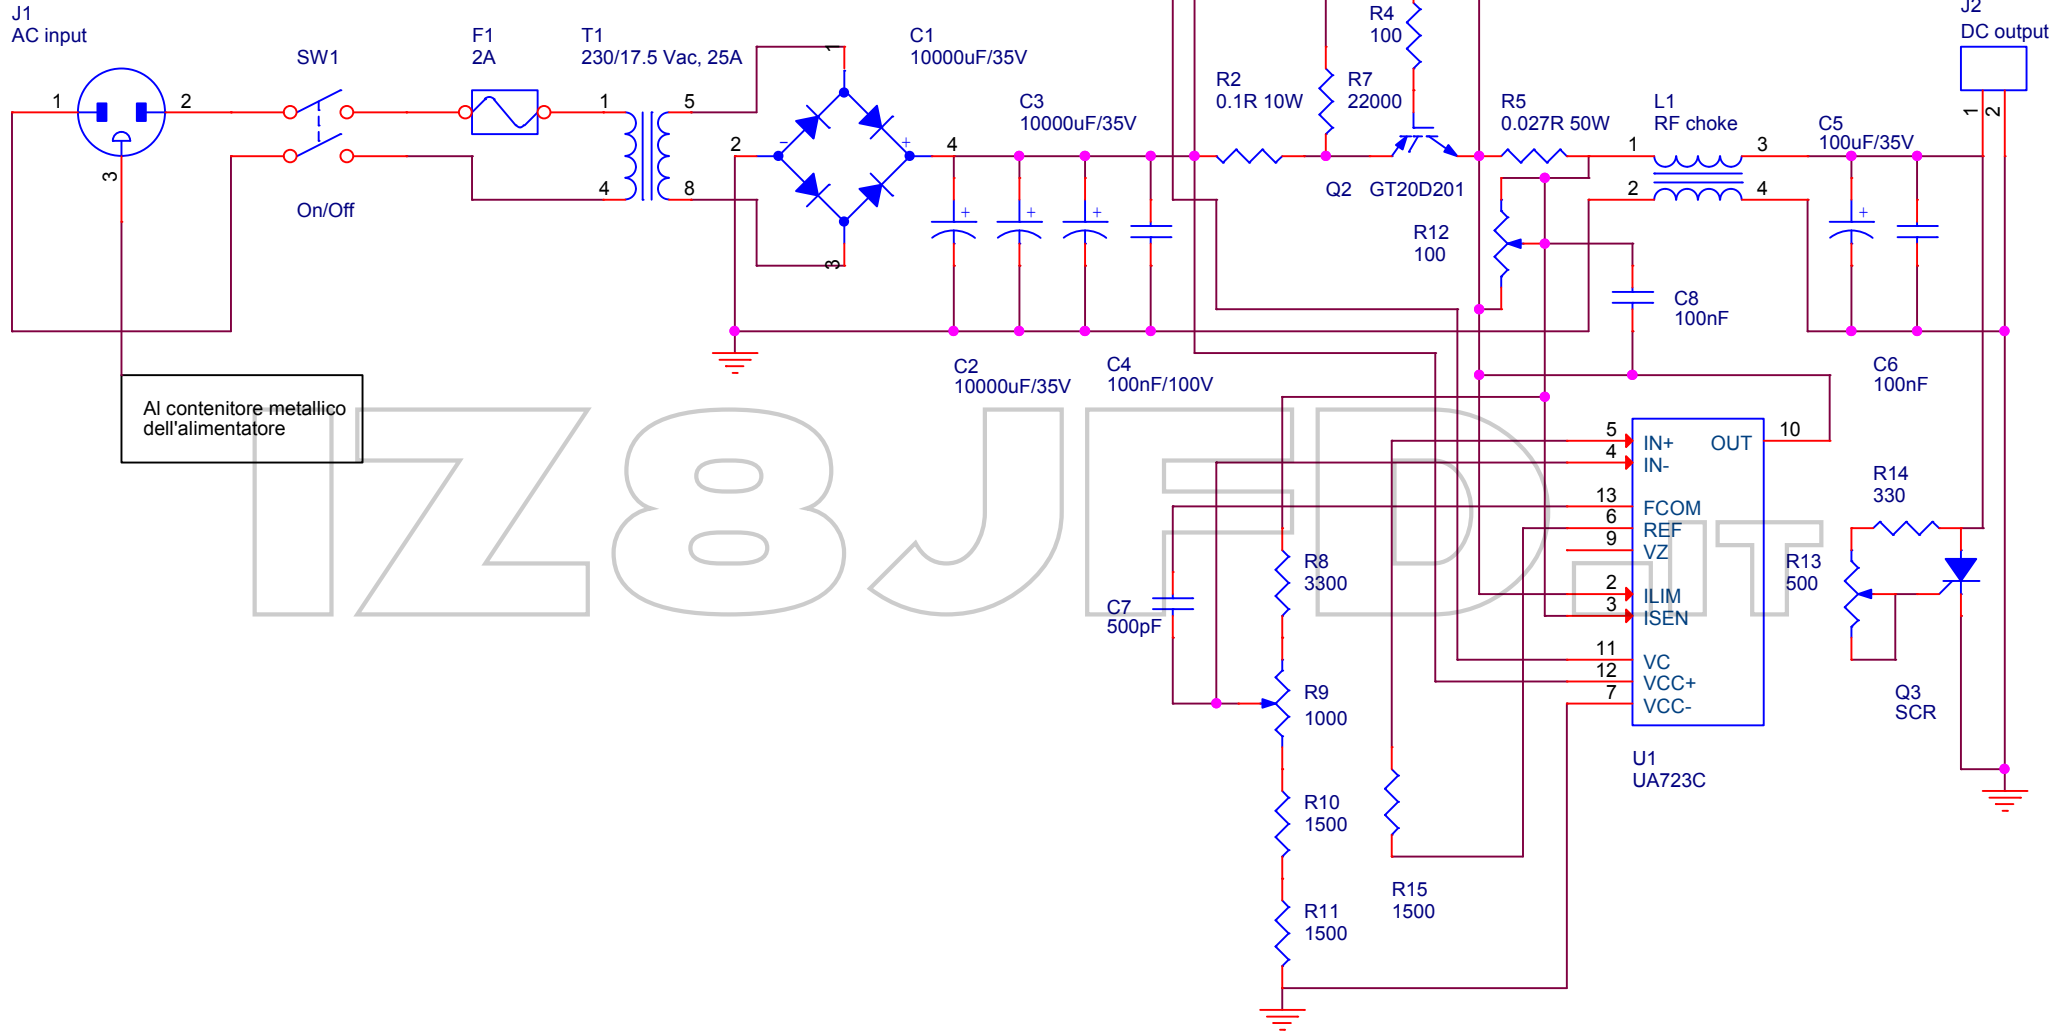 J1
AC input
SW1
On/Off
F1
2A
T1
230/17.5 Vac, 25A
C1
10000uF/35V
C3
10000uF/35V
R2
0.1R 10W
R4
100
R7
22000
R5
0.027R 50W
L1
RF choke
C5
100uF/35V
J2
DC output
1
2
3
1
4
5
8
1
2
3
4
-
+
+
+
+
+
Q2
GT20D201
1
2
3
4
1
2
R12
100
C8
100nF
C2
10000uF/35V
C4
100nF/100V
C6
100nF
Al contenitore metallico
dell'alimentatore
IZ8JFD.IT
5
IN+
4
IN-
13
FCOM
6
REF
9
VZ
2
ILIM
3
ISEN
11
VC
12
VCC+
7
VCC-
OUT
10
U1
UA723C
R14
330
R13
500
Q3
SCR
C7
500pF
R8
3300
R9
1000
R10
1500
R11
1500
R15
1500